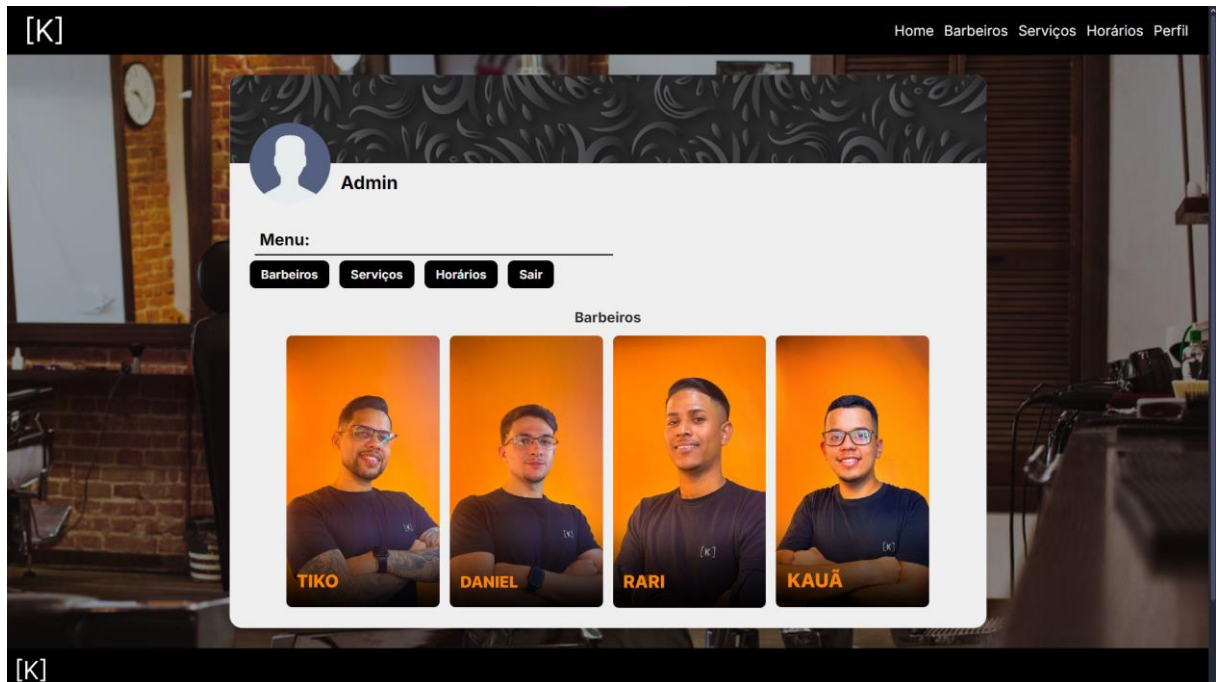 [K]
Home Barbeiros Serviços Horários Perfil
Admin
Menu:
Barbeiros Serviços Horários Sair
Barbeiros
[K] [K] [K] [K]
TIKO DANIEL RARI KAUÃ
[K]